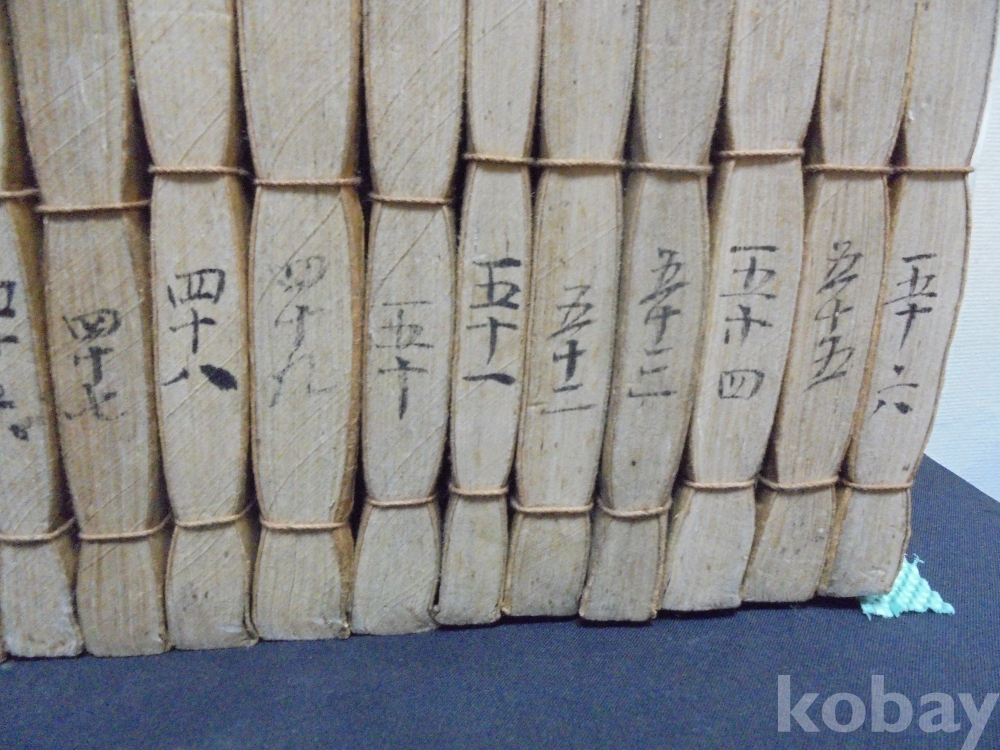 四十七
四十八
四十九
五十
五十一
五十二
五十三
五十四
五十五
五十六
kobay